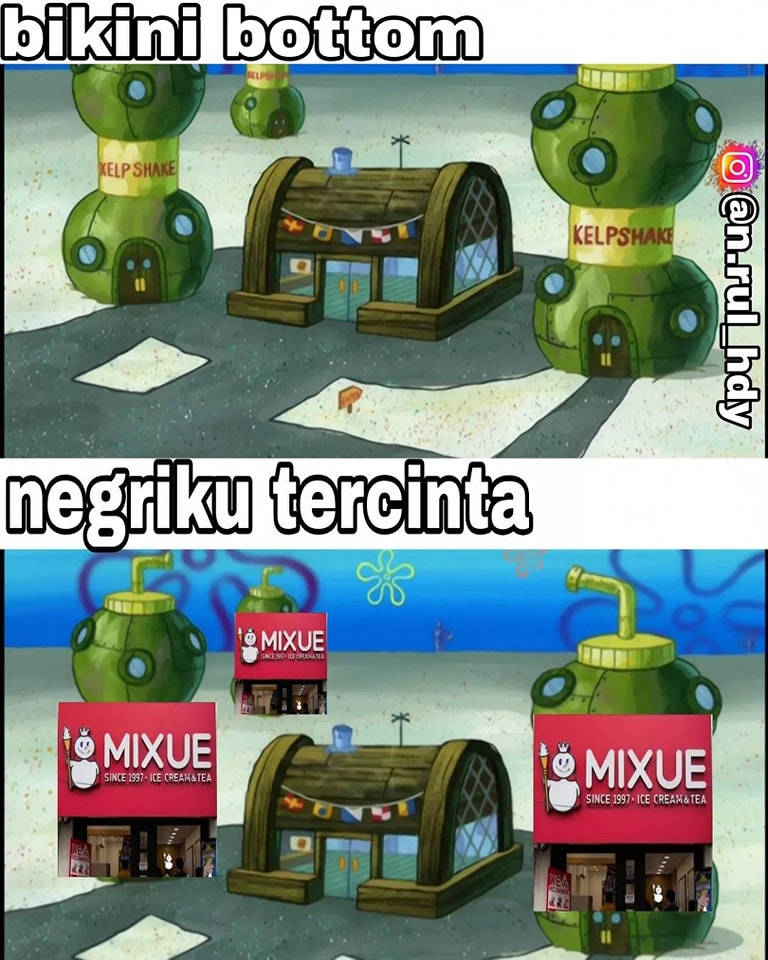 bikini bottom
KELP SHAKE
KELPSHAKE
@n.rul_hdy
negriku tercinta
MIXUE
SINCE 1997- ICE CREAM&TEA
MIXUE
SINCE 1997- ICE CREAM&TEA
MIXUE
SINCE 1997- ICE CREAM&TEA